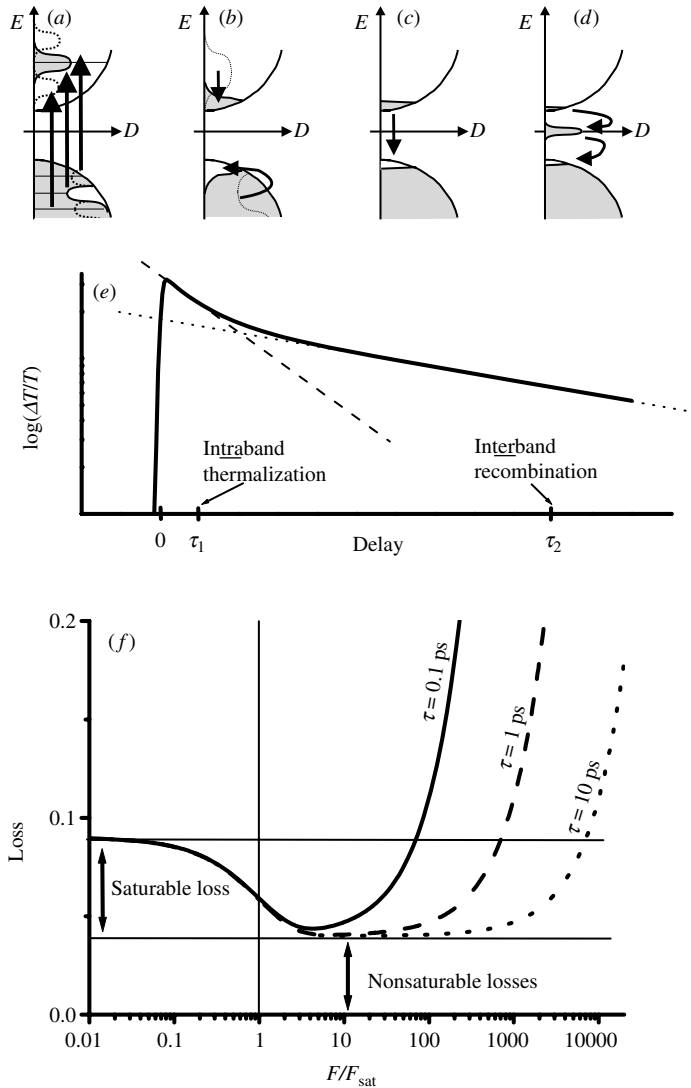 E (a) D
E (b) D
E (c) D
E (d) D
(e)
log(ΔT/T)
Intraband
thermalization
Interband
recombination
0 τ1 Delay τ2
(f)
Loss
0.2
0.1
0.0
τ = 0.1 ps
τ = 1 ps
τ = 10 ps
Saturable loss
Nonsaturable losses
0.01 0.1 1 10 100 1000 10000
F/Fsat